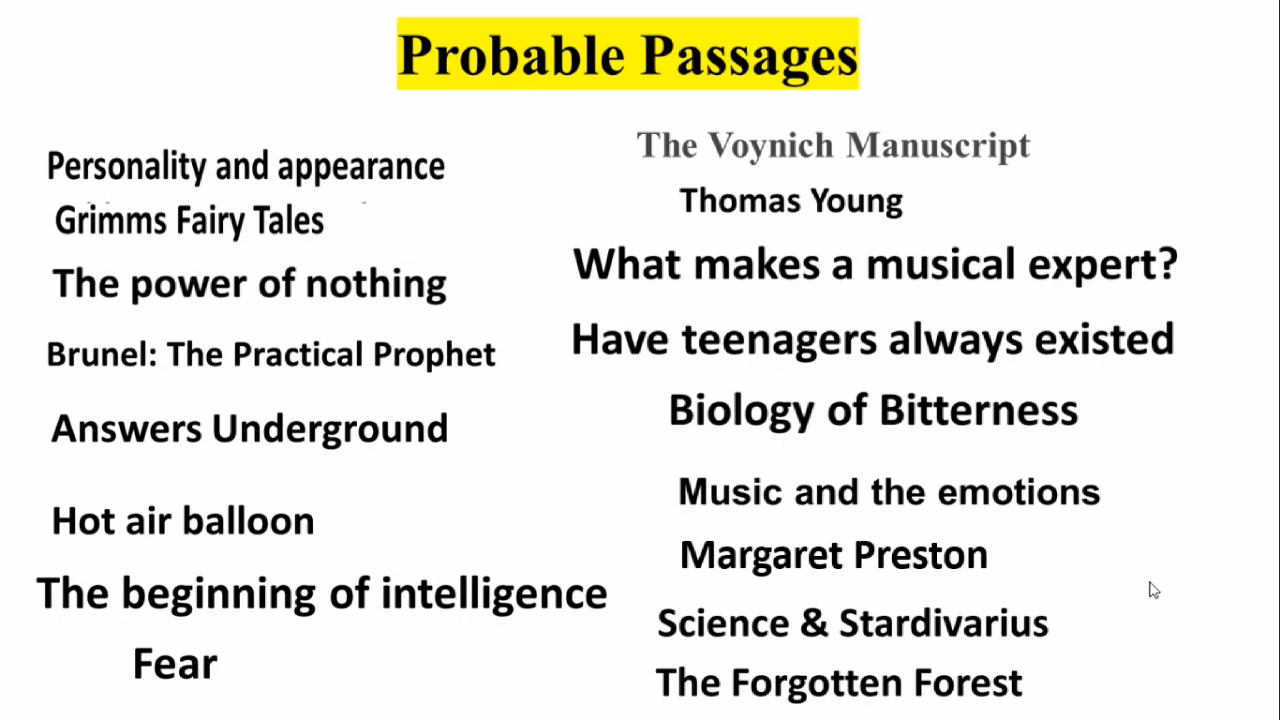 Probable Passages
Personality and appearance
Grimms Fairy Tales
The power of nothing
Brunel: The Practical Prophet
Answers Underground
Hot air balloon
The beginning of intelligence
Fear
The Voynich Manuscript
Thomas Young
What makes a musical expert?
Have teenagers always existed
Biology of Bitterness
Music and the emotions
Margaret Preston
Science & Stardivarius
The Forgotten Forest